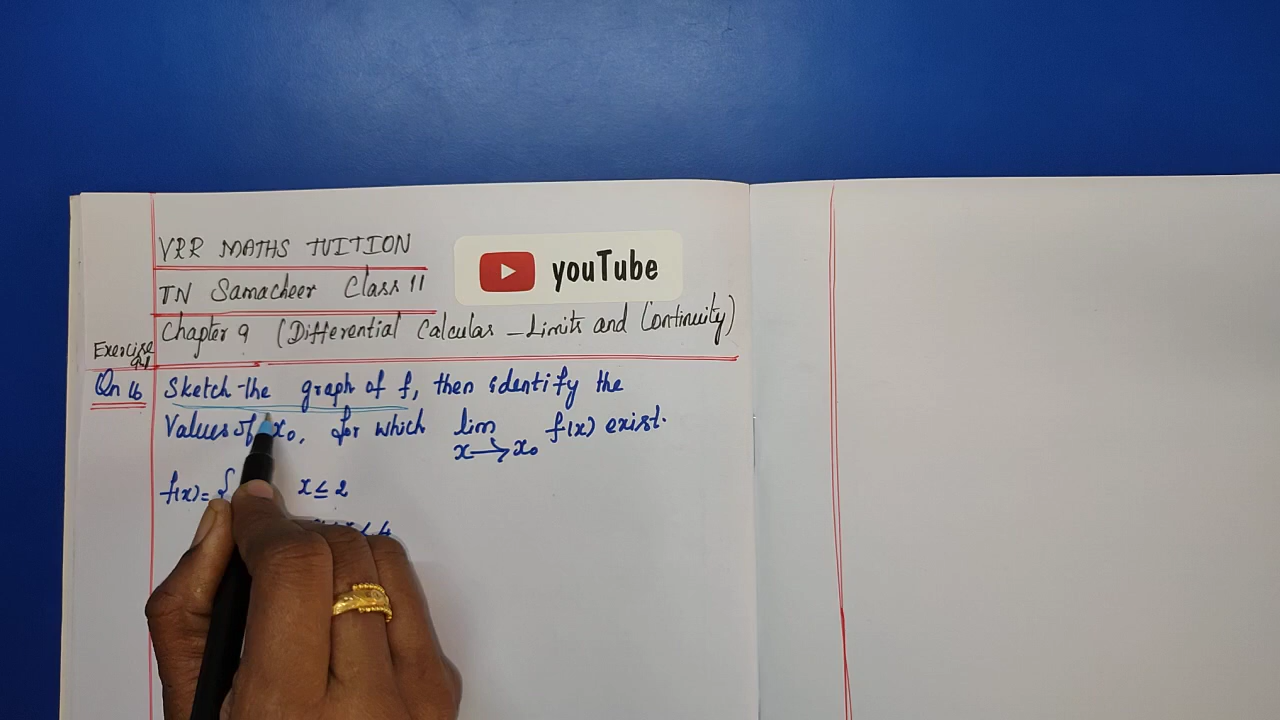 VRR MATHS TUITION
youTube
TN Samacheer Class 11
Chapter 9 (Differential Calculas - Limits and Continuity)
Exercise 9.1
Qn 16 Sketch the graph of f, then identify the
Values of x₀, for which lim x→x₀ f(x) exist.
f(x) = { x ≤ 2